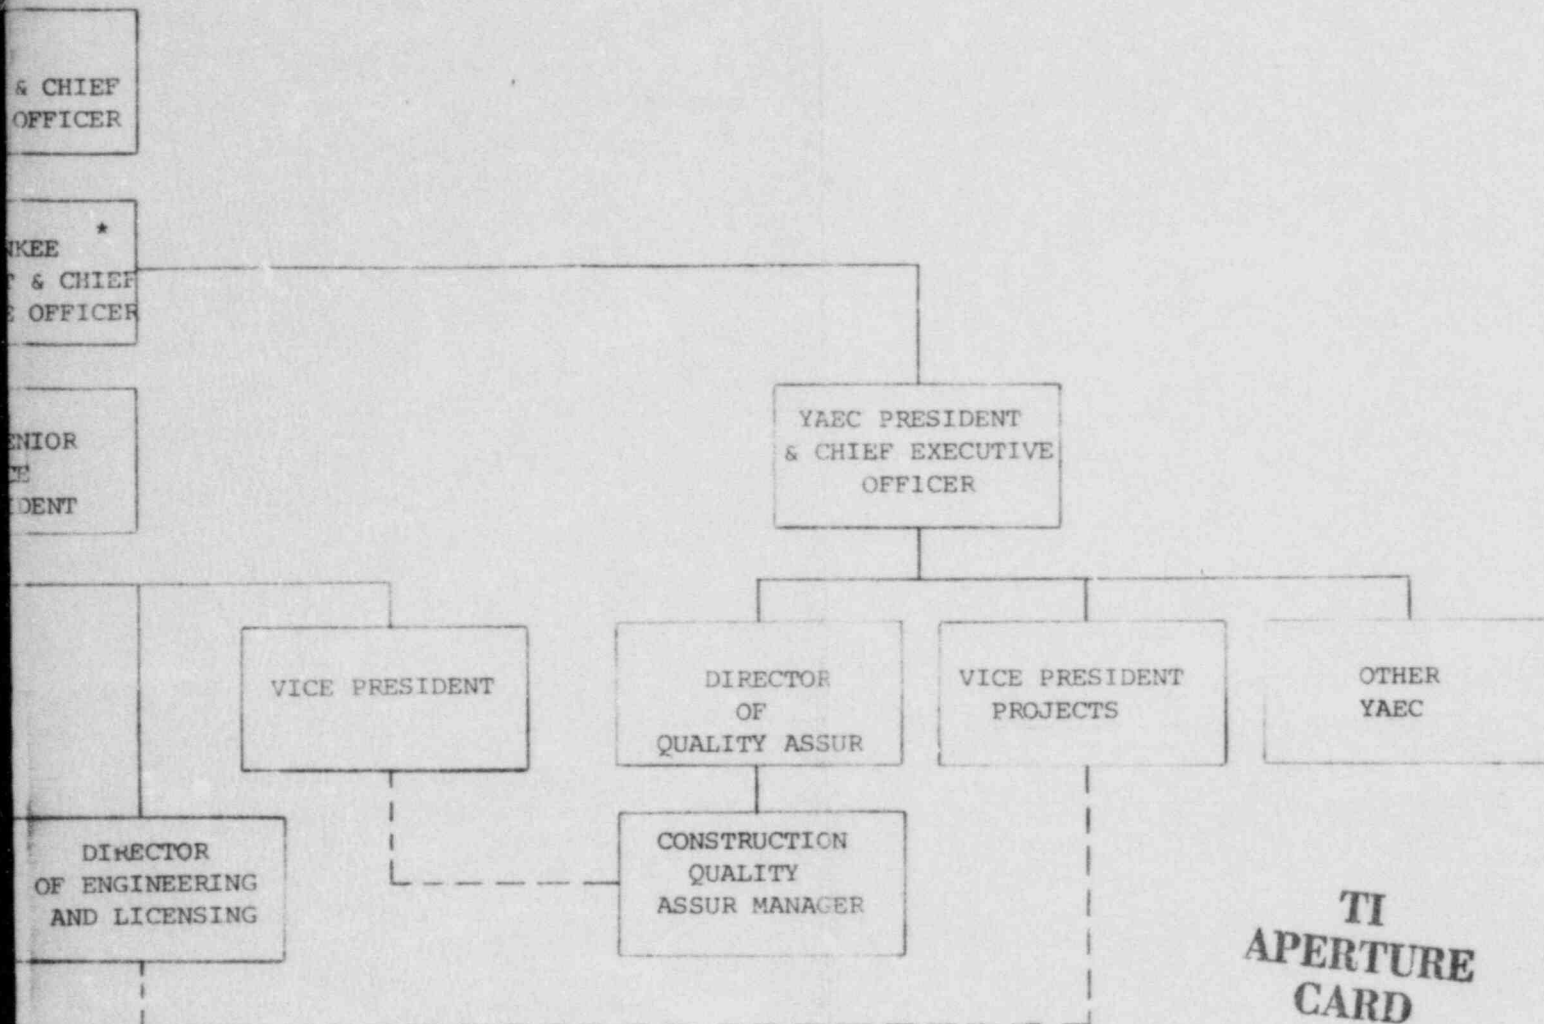 & CHIEF
OFFICER
*
& CHIEF
OFFICER
YAEC PRESIDENT
& CHIEF EXECUTIVE
OFFICER
VICE PRESIDENT
DIRECTOR
OF
QUALITY ASSUR
VICE PRESIDENT
PROJECTS
OTHER
YAEC
DIRECTOR
OF ENGINEERING
AND LICENSING
CONSTRUCTION
QUALITY
ASSUR MANAGER
TI
APERTURE
CARD